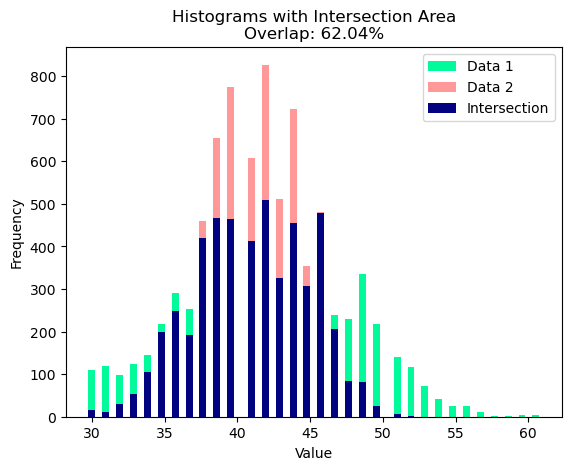 Histograms with Intersection Area
Overlap: 62.04%
Data 1
Data 2
Intersection
Frequency
800
700
600
500
400
300
200
100
0
30 35 40 45 50 55 60
Value